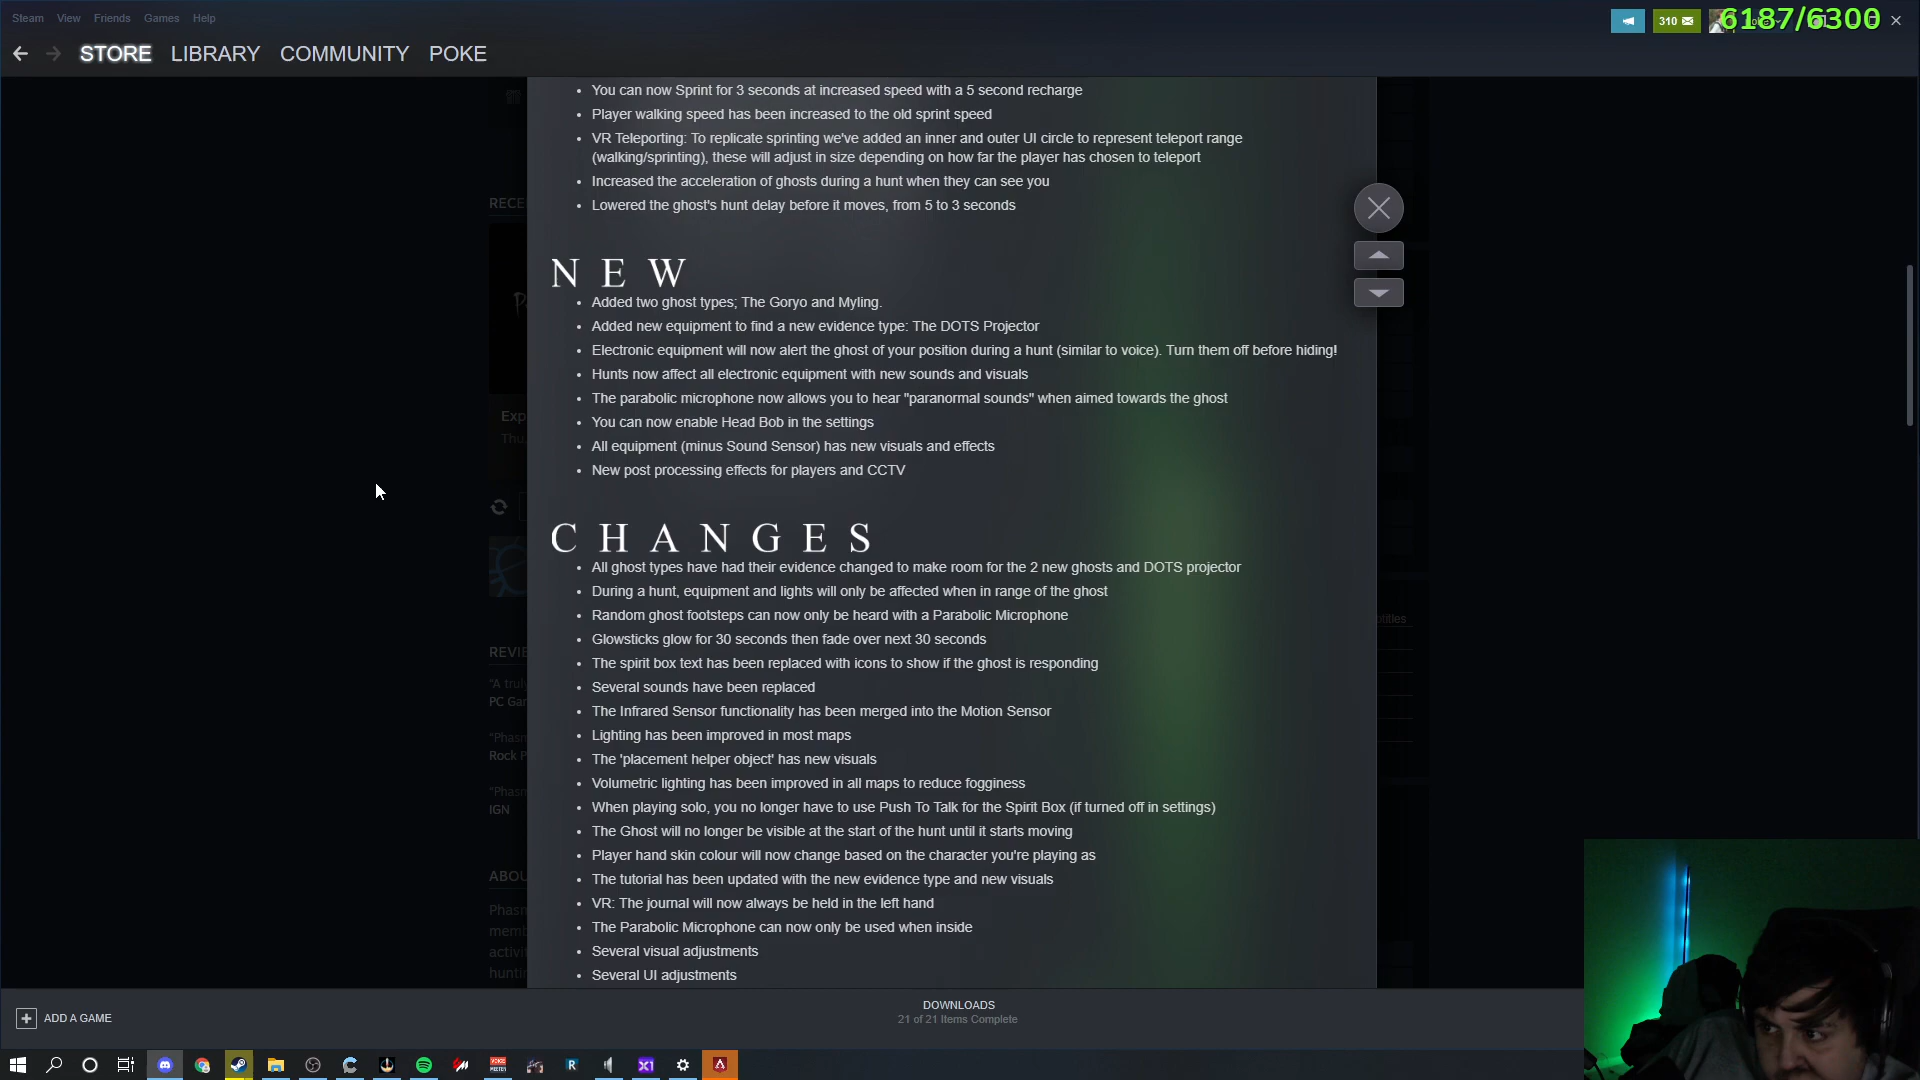 Steam View Friends Games Help
310
6187/6300
STORE LIBRARY COMMUNITY POKE
You can now Sprint for 3 seconds at increased speed with a 5 second recharge
Player walking speed has been increased to the old sprint speed
VR Teleporting: To replicate sprinting we've added an inner and outer UI circle to represent teleport range
(walking/sprinting), these will adjust in size depending on how far the player has chosen to teleport
Increased the acceleration of ghosts during a hunt when they can see you
Lowered the ghost's hunt delay before it moves, from 5 to 3 seconds
RECE
NEW
Added two ghost types; The Goryo and Myling.
Added new equipment to find a new evidence type: The DOTS Projector
Electronic equipment will now alert the ghost of your position during a hunt (similar to voice). Turn them off before hiding!
Hunts now affect all electronic equipment with new sounds and visuals
The parabolic microphone now allows you to hear "paranormal sounds" when aimed towards the ghost
Exp
You can now enable Head Bob in the settings
Thu
All equipment (minus Sound Sensor) has new visuals and effects
New post processing effects for players and CCTV
CHANGES
All ghost types have had their evidence changed to make room for the 2 new ghosts and DOTS projector
During a hunt, equipment and lights will only be affected when in range of the ghost
Random ghost footsteps can now only be heard with a Parabolic Microphone
Glowsticks glow for 30 seconds then fade over next 30 seconds
REVIE
The spirit box text has been replaced with icons to show if the ghost is responding
"A trul
Several sounds have been replaced
PC Gar
The Infrared Sensor functionality has been merged into the Motion Sensor
"Phasn
Lighting has been improved in most maps
Rock P
The 'placement helper object' has new visuals
Volumetric lighting has been improved in all maps to reduce fogginess
"Phasn
When playing solo, you no longer have to use Push To Talk for the Spirit Box (if turned off in settings)
IGN
The Ghost will no longer be visible at the start of the hunt until it starts moving
Player hand skin colour will now change based on the character you're playing as
ABOU
The tutorial has been updated with the new evidence type and new visuals
Phasn
VR: The journal will now always be held in the left hand
memb
The Parabolic Microphone can now only be used when inside
activi
Several visual adjustments
huntin
Several UI adjustments
ADD A GAME
DOWNLOADS
21 of 21 Items Complete